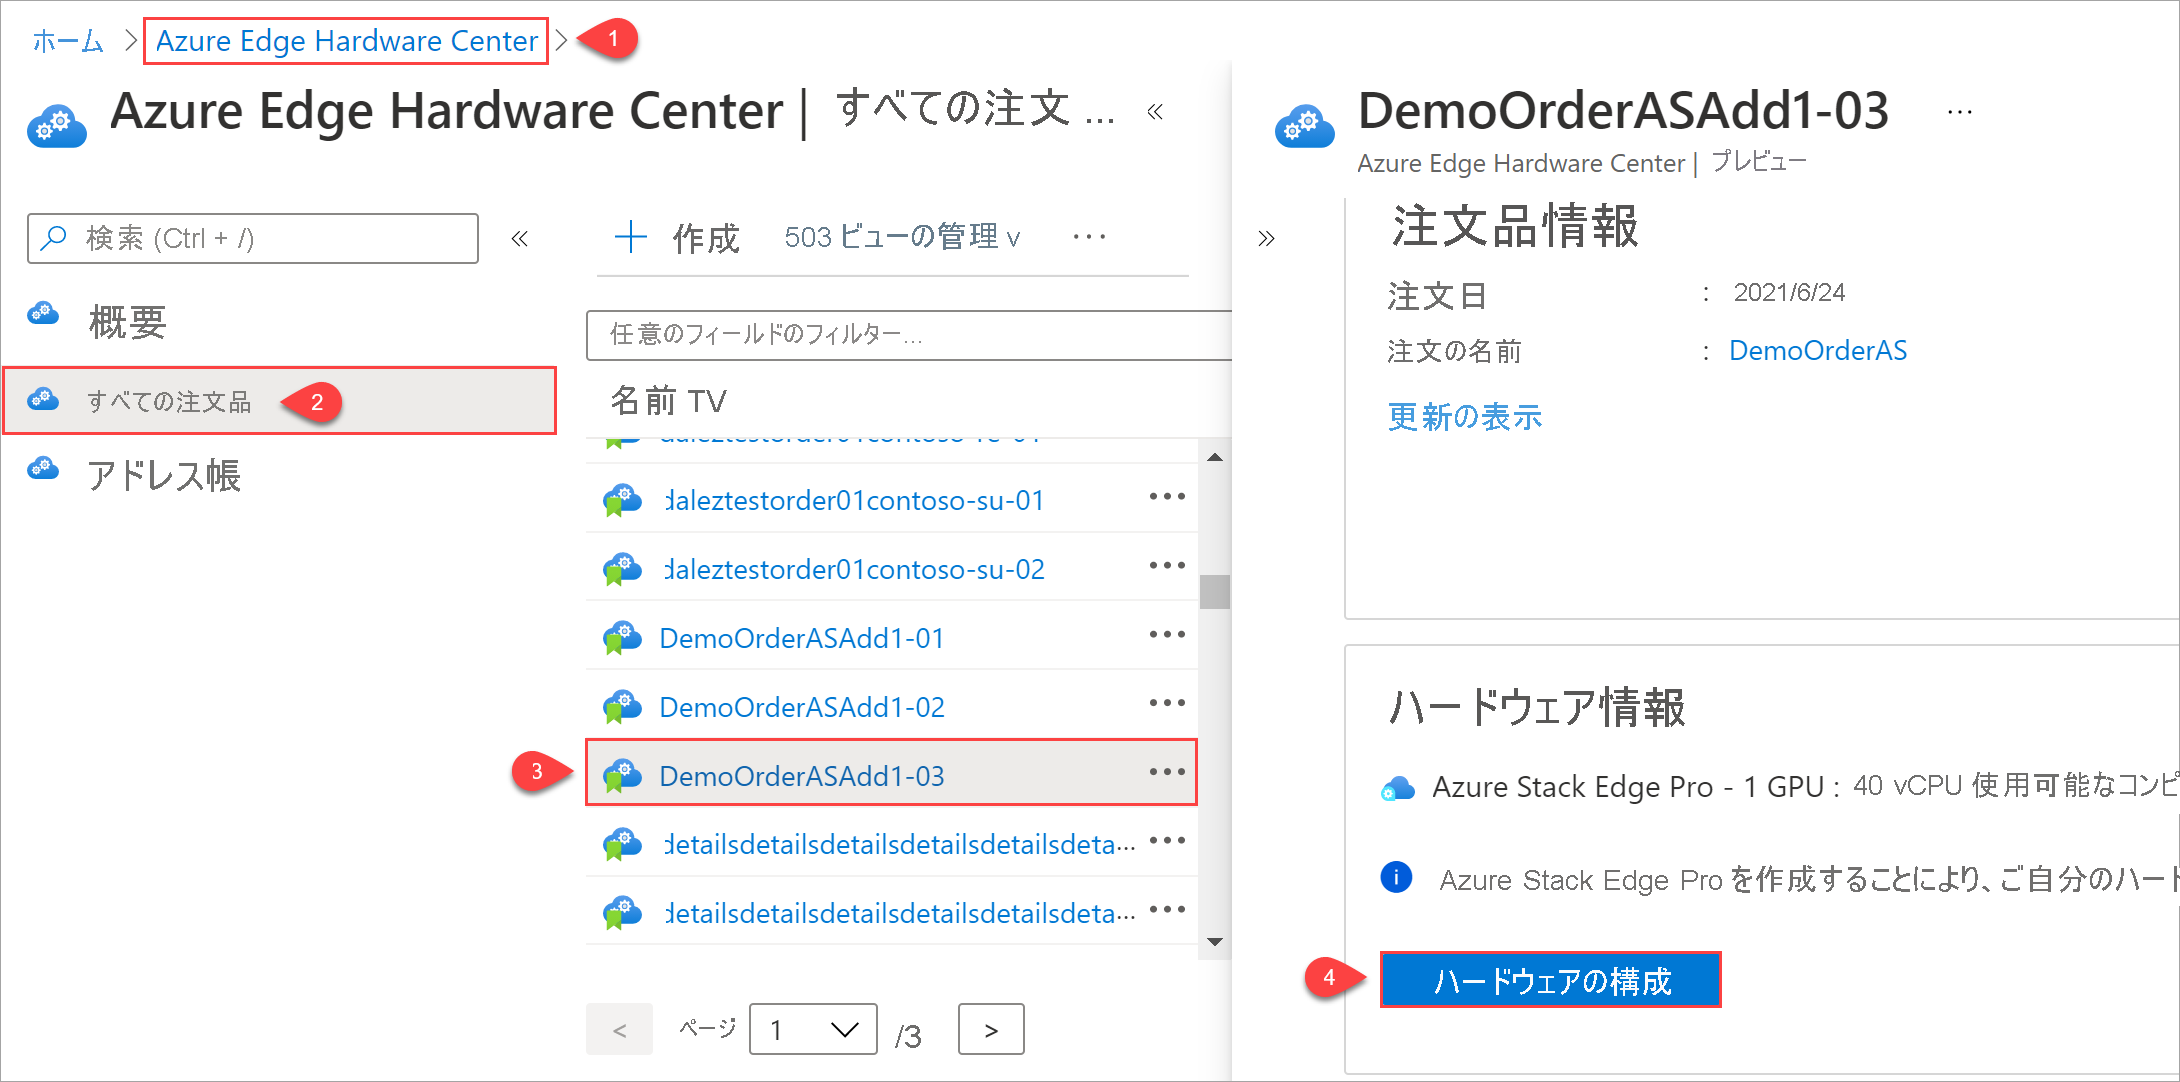 ホーム > Azure Edge Hardware Center >
1
Azure Edge Hardware Center | すべての注文 ... «
検索 (Ctrl + /)
«
概要
すべての注文品
2
アドレス帳
+ 作成 503 ビューの管理 ∨ ...
任意のフィールドのフィルター...
名前 TV
daleztestorder01contoso-su-01 •••
daleztestorder01contoso-su-02 •••
DemoOrderASAdd1-01 •••
DemoOrderASAdd1-02 •••
3
DemoOrderASAdd1-03 •••
detailsdetailsdetailsdetailsdetailsdeta... •••
detailsdetailsdetailsdetailsdetailsdeta... •••
< ページ 1 /3 >
DemoOrderASAdd1-03 ...
Azure Edge Hardware Center | プレビュー
»
注文品情報
注文日 : 2021/6/24
注文の名前 : DemoOrderAS
更新の表示
ハードウェア情報
Azure Stack Edge Pro - 1 GPU : 40 vCPU 使用可能なコンピ
Azure Stack Edge Pro を作成することにより、ご自分のハート
4
ハードウェアの構成